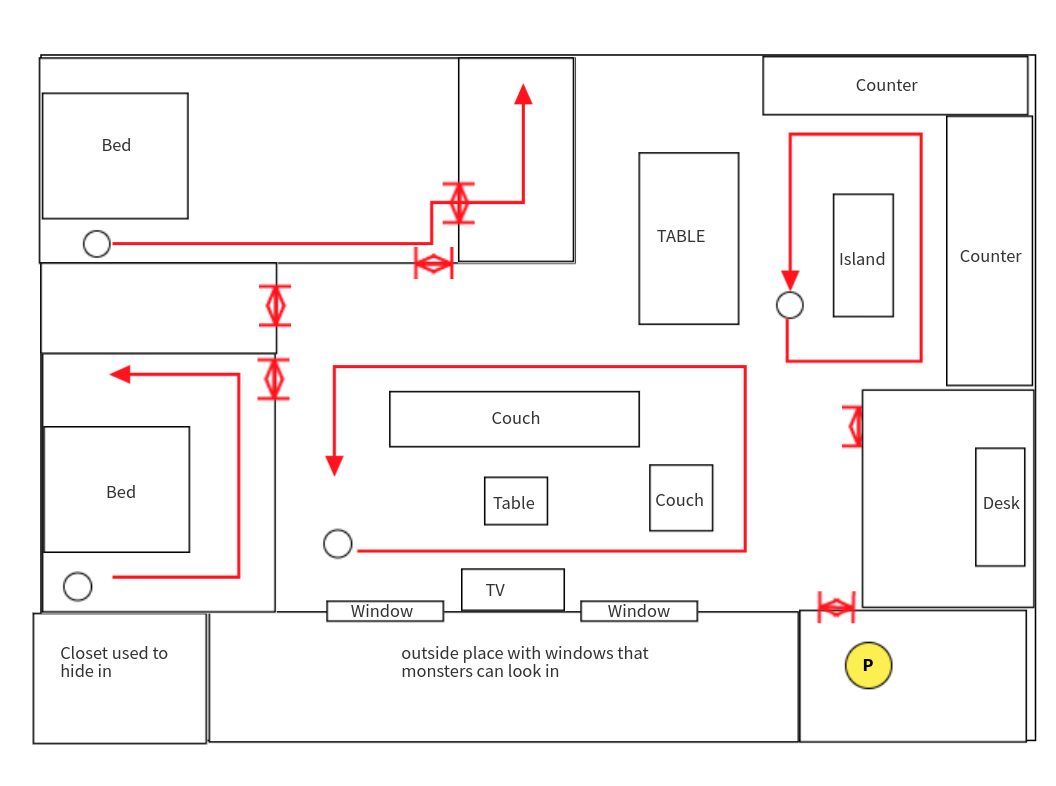 Counter
Bed
TABLE
Island
Counter
Couch
Bed
Table
Couch
Desk
TV
Window
Window
Closet used to
hide in
outside place with windows that
monsters can look in
P